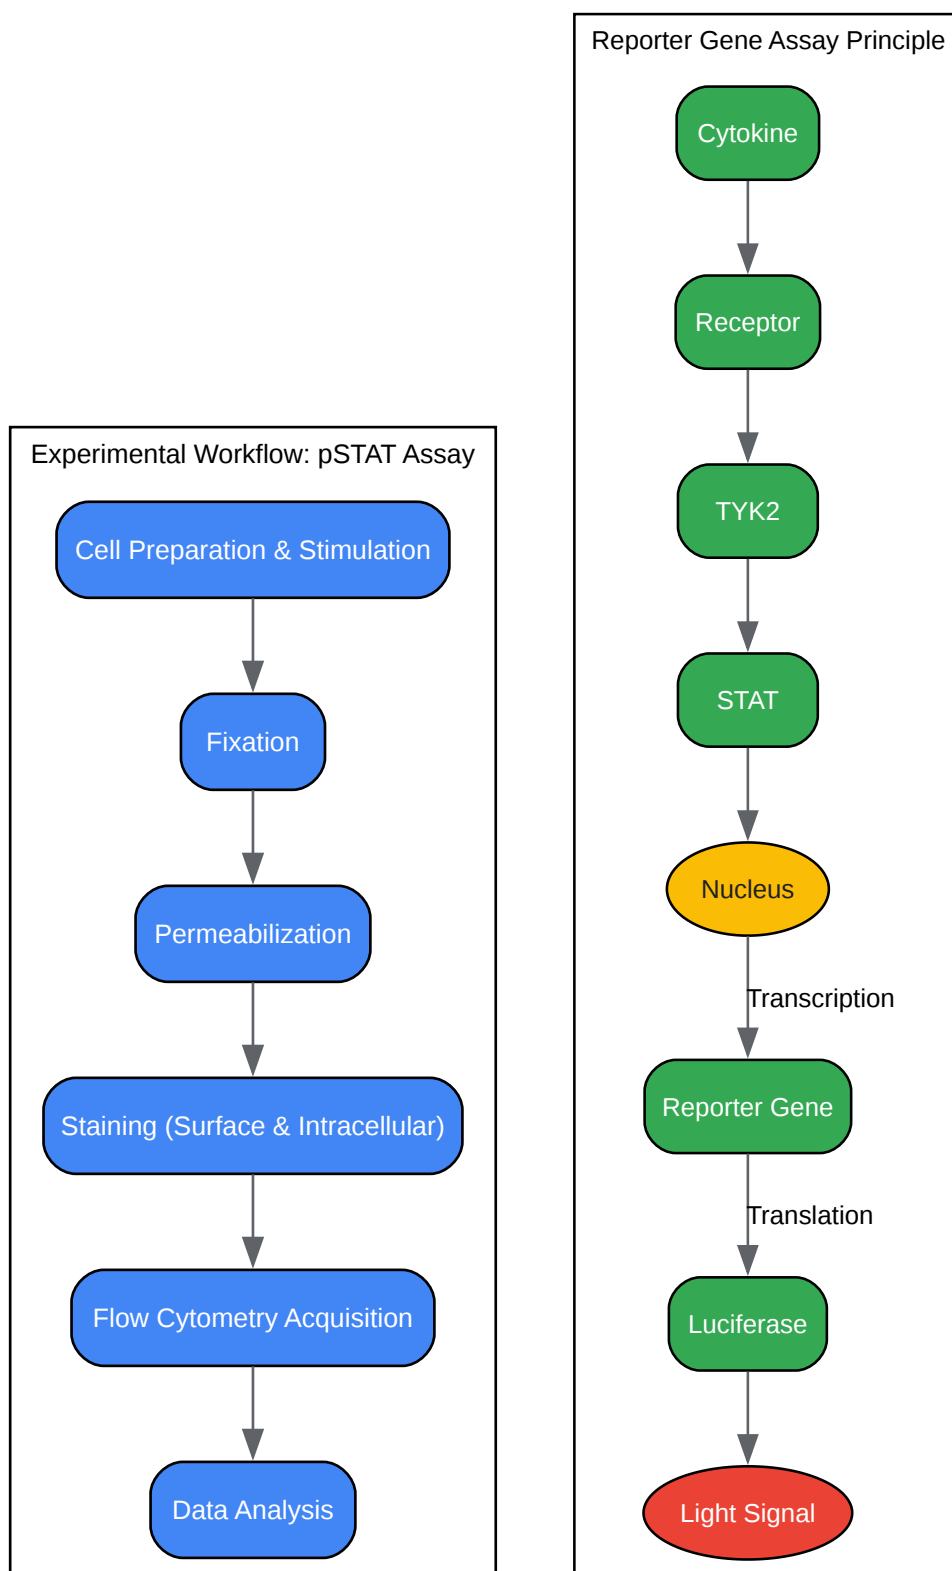 Experimental Workflow: pSTAT Assay
Cell Preparation & Stimulation
Fixation
Permeabilization
Staining (Surface & Intracellular)
Flow Cytometry Acquisition
Data Analysis
Reporter Gene Assay Principle
Cytokine
Receptor
TYK2
STAT
Nucleus
Transcription
Reporter Gene
Translation
Luciferase
Light Signal